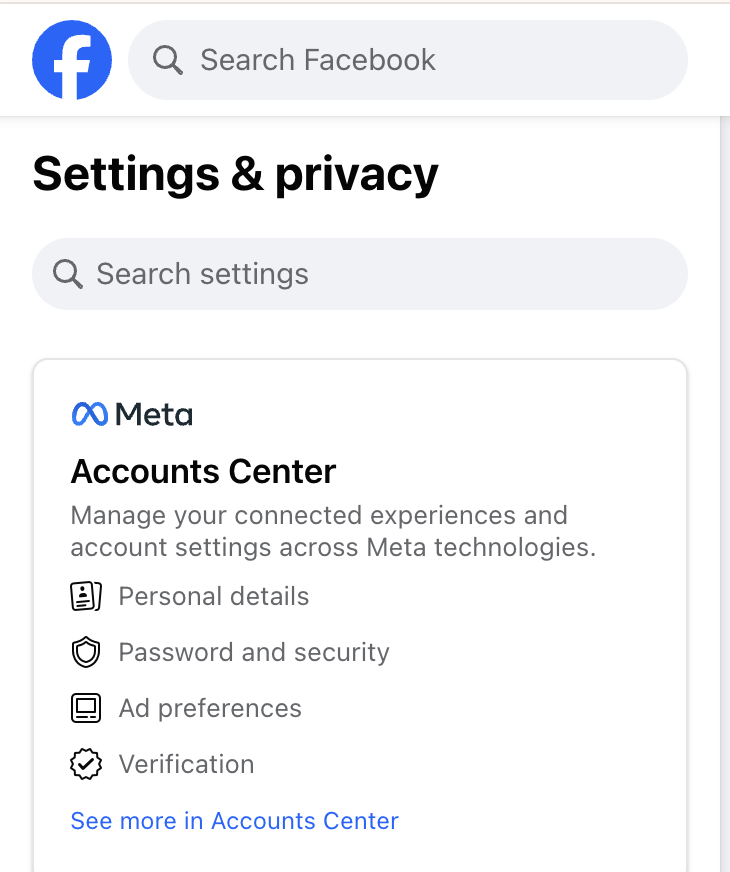 Search Facebook
Settings & privacy
Search settings
Meta
Accounts Center
Manage your connected experiences and
account settings across Meta technologies.
Personal details
Password and security
Ad preferences
Verification
See more in Accounts Center